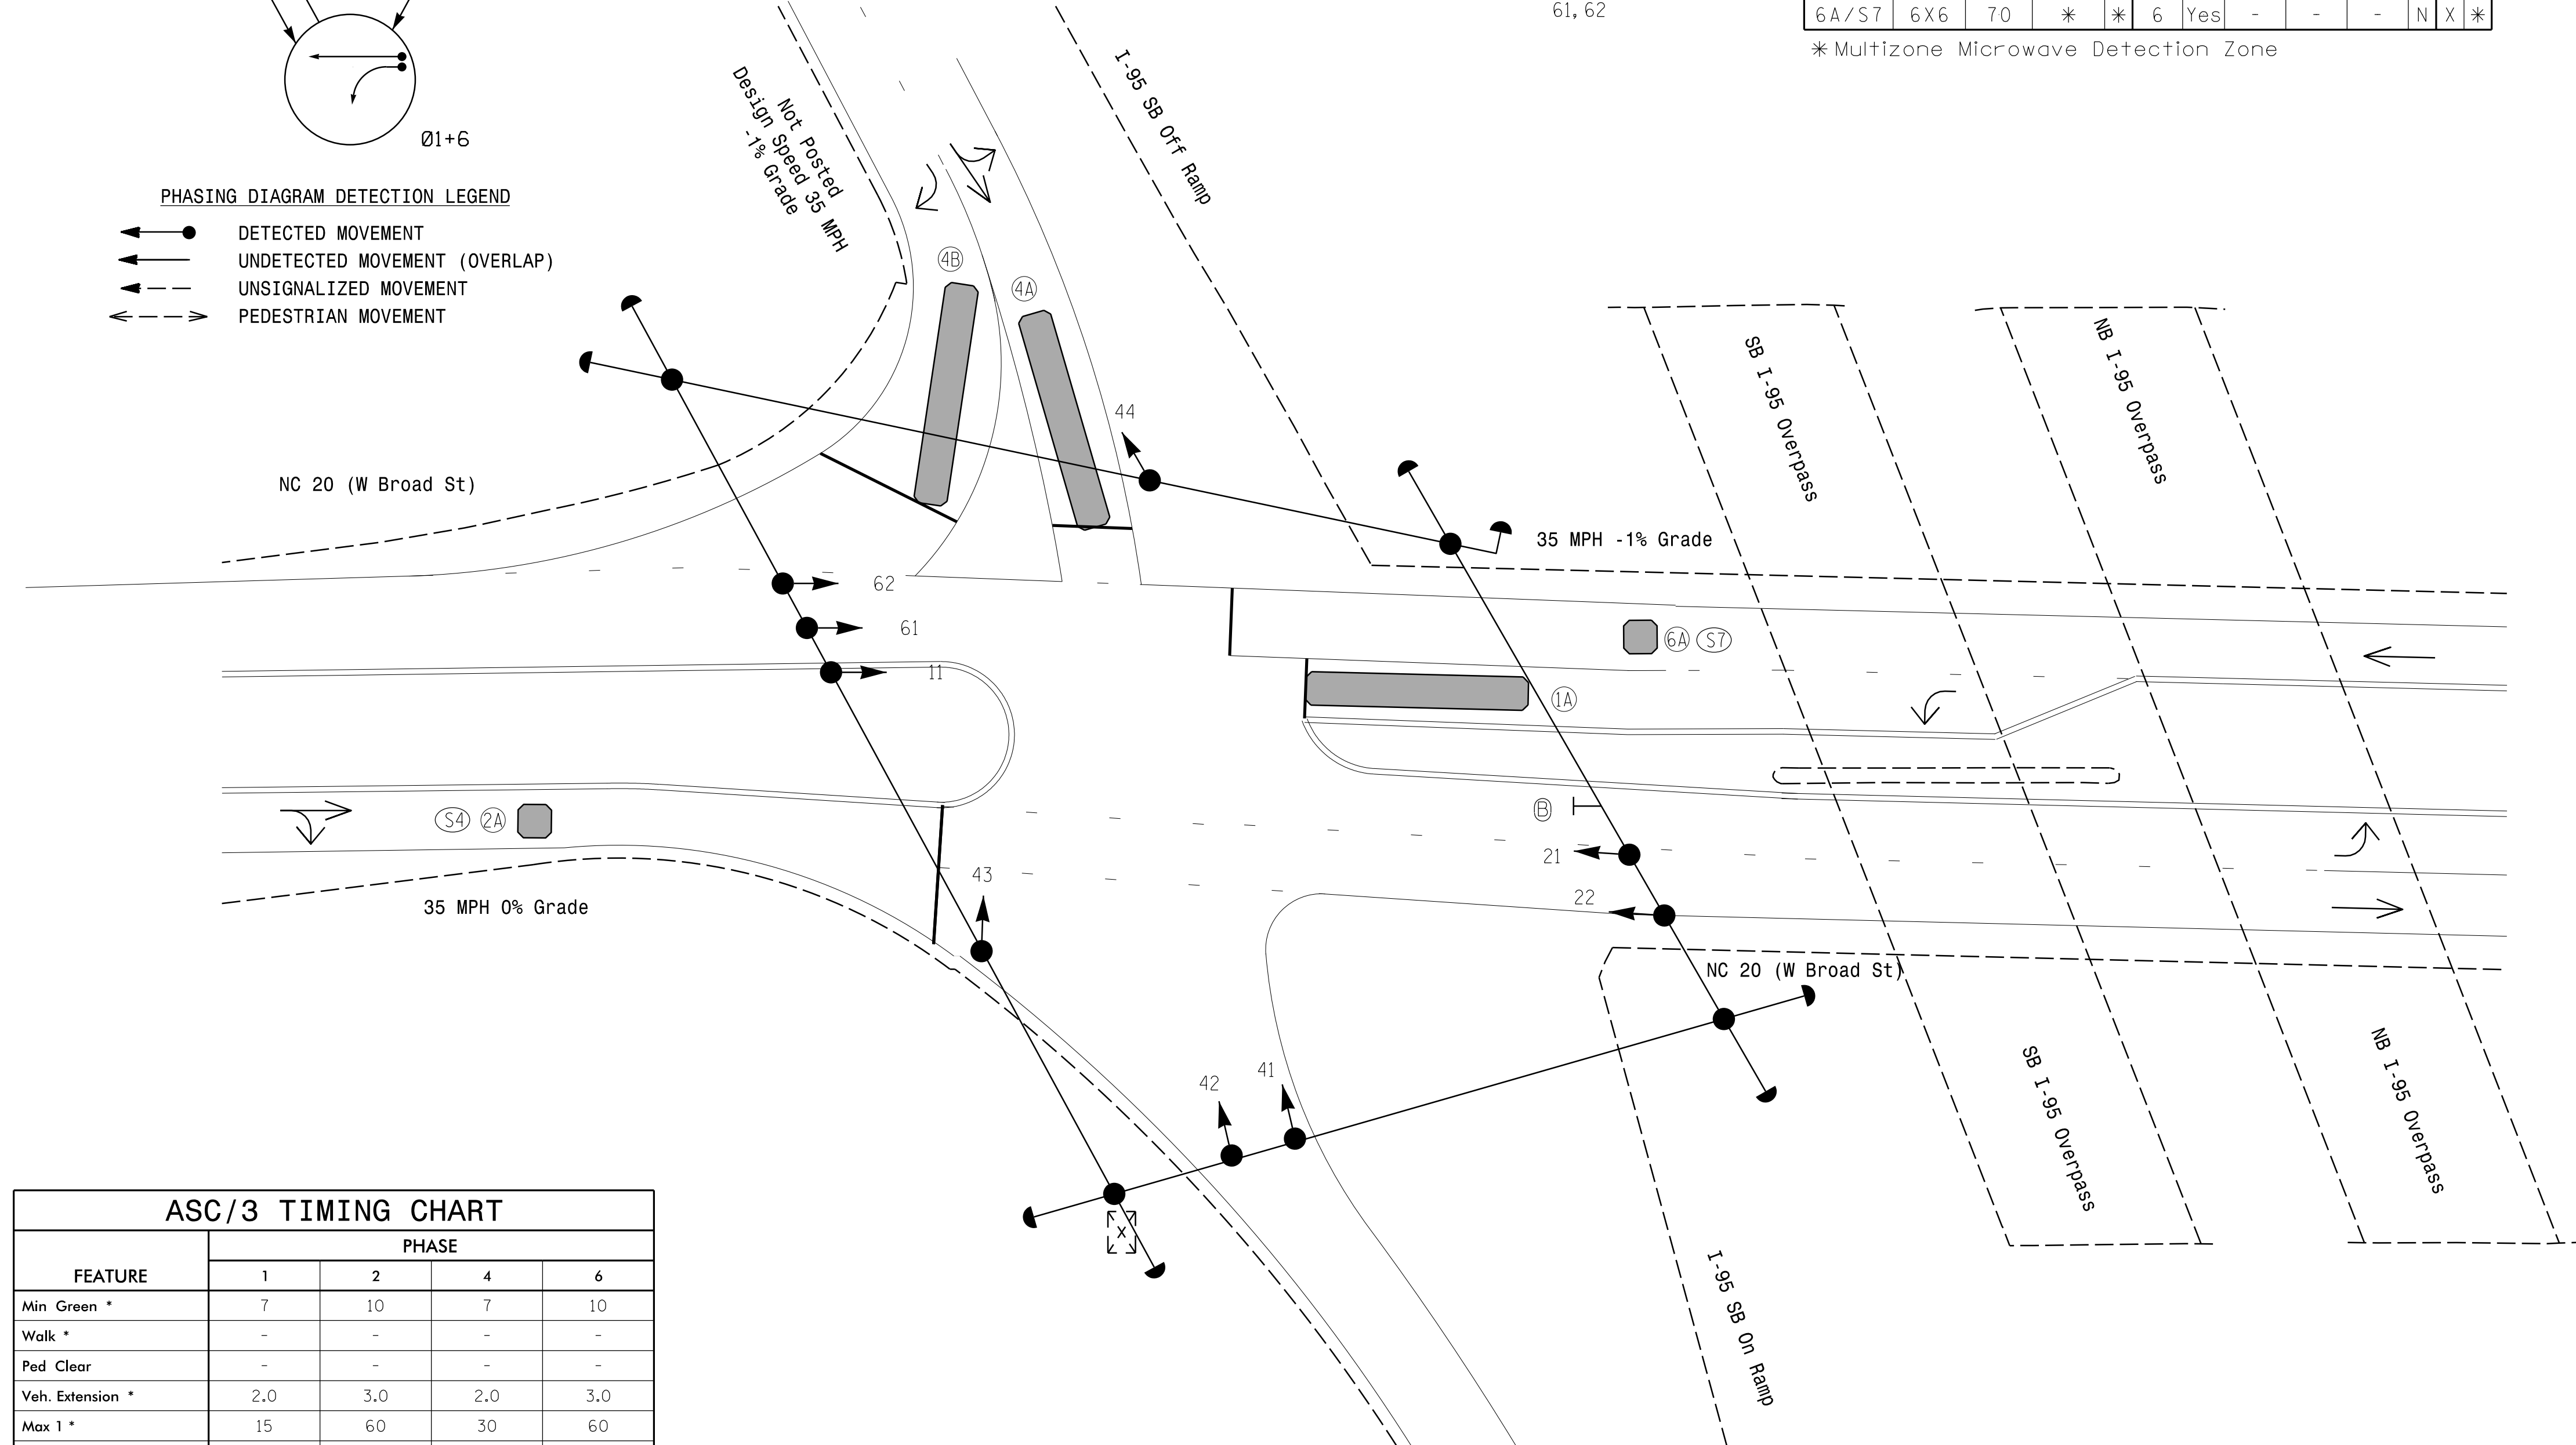 61,62
6A/S7 6X6 70 * * 6 Yes - - - N X *
* Multizone Microwave Detection Zone
Ø1+6
PHASING DIAGRAM DETECTION LEGEND
DETECTED MOVEMENT
UNDETECTED MOVEMENT (OVERLAP)
UNSIGNALIZED MOVEMENT
PEDESTRIAN MOVEMENT
Not Posted
Design Speed 35 MPH
-1% Grade
I-95 SB Off Ramp
4B
4A
44
SB I-95 Overpass
NB I-95 Overpass
NC 20 (W Broad St)
35 MPH -1% Grade
62
61
11
6A S7
1A
S4 2A
B
21
22
43
35 MPH 0% Grade
NC 20 (W Broad St)
42
41
X
SB I-95 Overpass
NB I-95 Overpass
I-95 SB On Ramp
ASC/3 TIMING CHART
FEATURE
PHASE
1 2 4 6
Min Green * 7 10 7 10
Walk * - - - -
Ped Clear - - - -
Veh. Extension * 2.0 3.0 2.0 3.0
Max 1 * 15 60 30 60